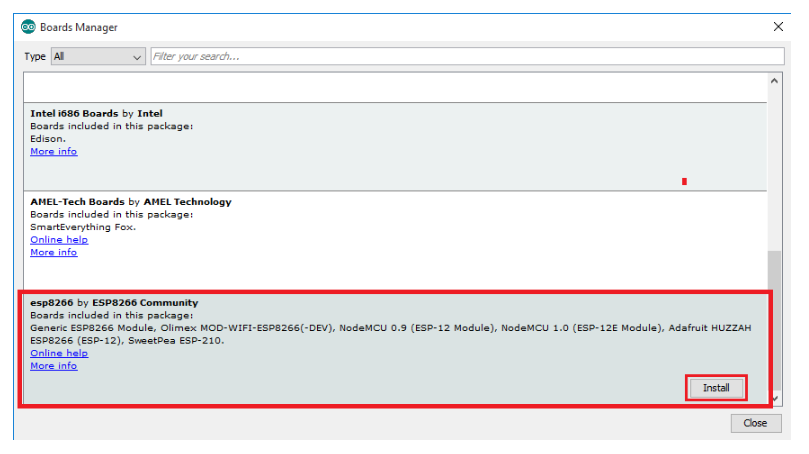 Boards Manager
Type All Filter your search...
Intel i686 Boards by Intel
Boards included in this package:
Edison.
More info
AMEL-Tech Boards by AMEL Technology
Boards included in this package:
SmartEverything Fox.
Online help
More info
esp8266 by ESP8266 Community
Boards included in this package:
Generic ESP8266 Module, Olimex MOD-WIFI-ESP8266(-DEV), NodeMCU 0.9 (ESP-12 Module), NodeMCU 1.0 (ESP-12E Module), Adafruit HUZZAH
ESP8266 (ESP-12), SweetPea ESP-210.
Online help
More info
Install
Close